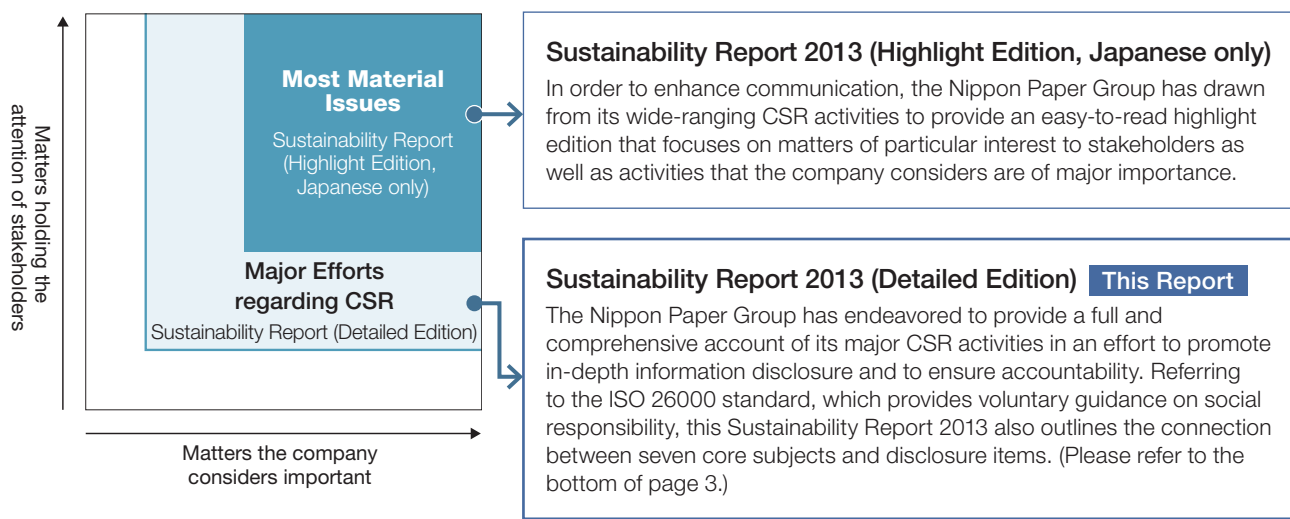 Matters holding the
attention of stakeholders
Most Material
Issues
Sustainability Report
(Highlight Edition,
Japanese only)
Major Efforts
regarding CSR
Sustainability Report (Detailed Edition)
Matters the company
considers important
Sustainability Report 2013 (Highlight Edition, Japanese only)
In order to enhance communication, the Nippon Paper Group has drawn
from its wide-ranging CSR activities to provide an easy-to-read highlight
edition that focuses on matters of particular interest to stakeholders as
well as activities that the company considers are of major importance.
Sustainability Report 2013 (Detailed Edition) This Report
The Nippon Paper Group has endeavored to provide a full and
comprehensive account of its major CSR activities in an effort to promote
in-depth information disclosure and to ensure accountability. Referring
to the ISO 26000 standard, which provides voluntary guidance on social
responsibility, this Sustainability Report 2013 also outlines the connection
between seven core subjects and disclosure items. (Please refer to the
bottom of page 3.)